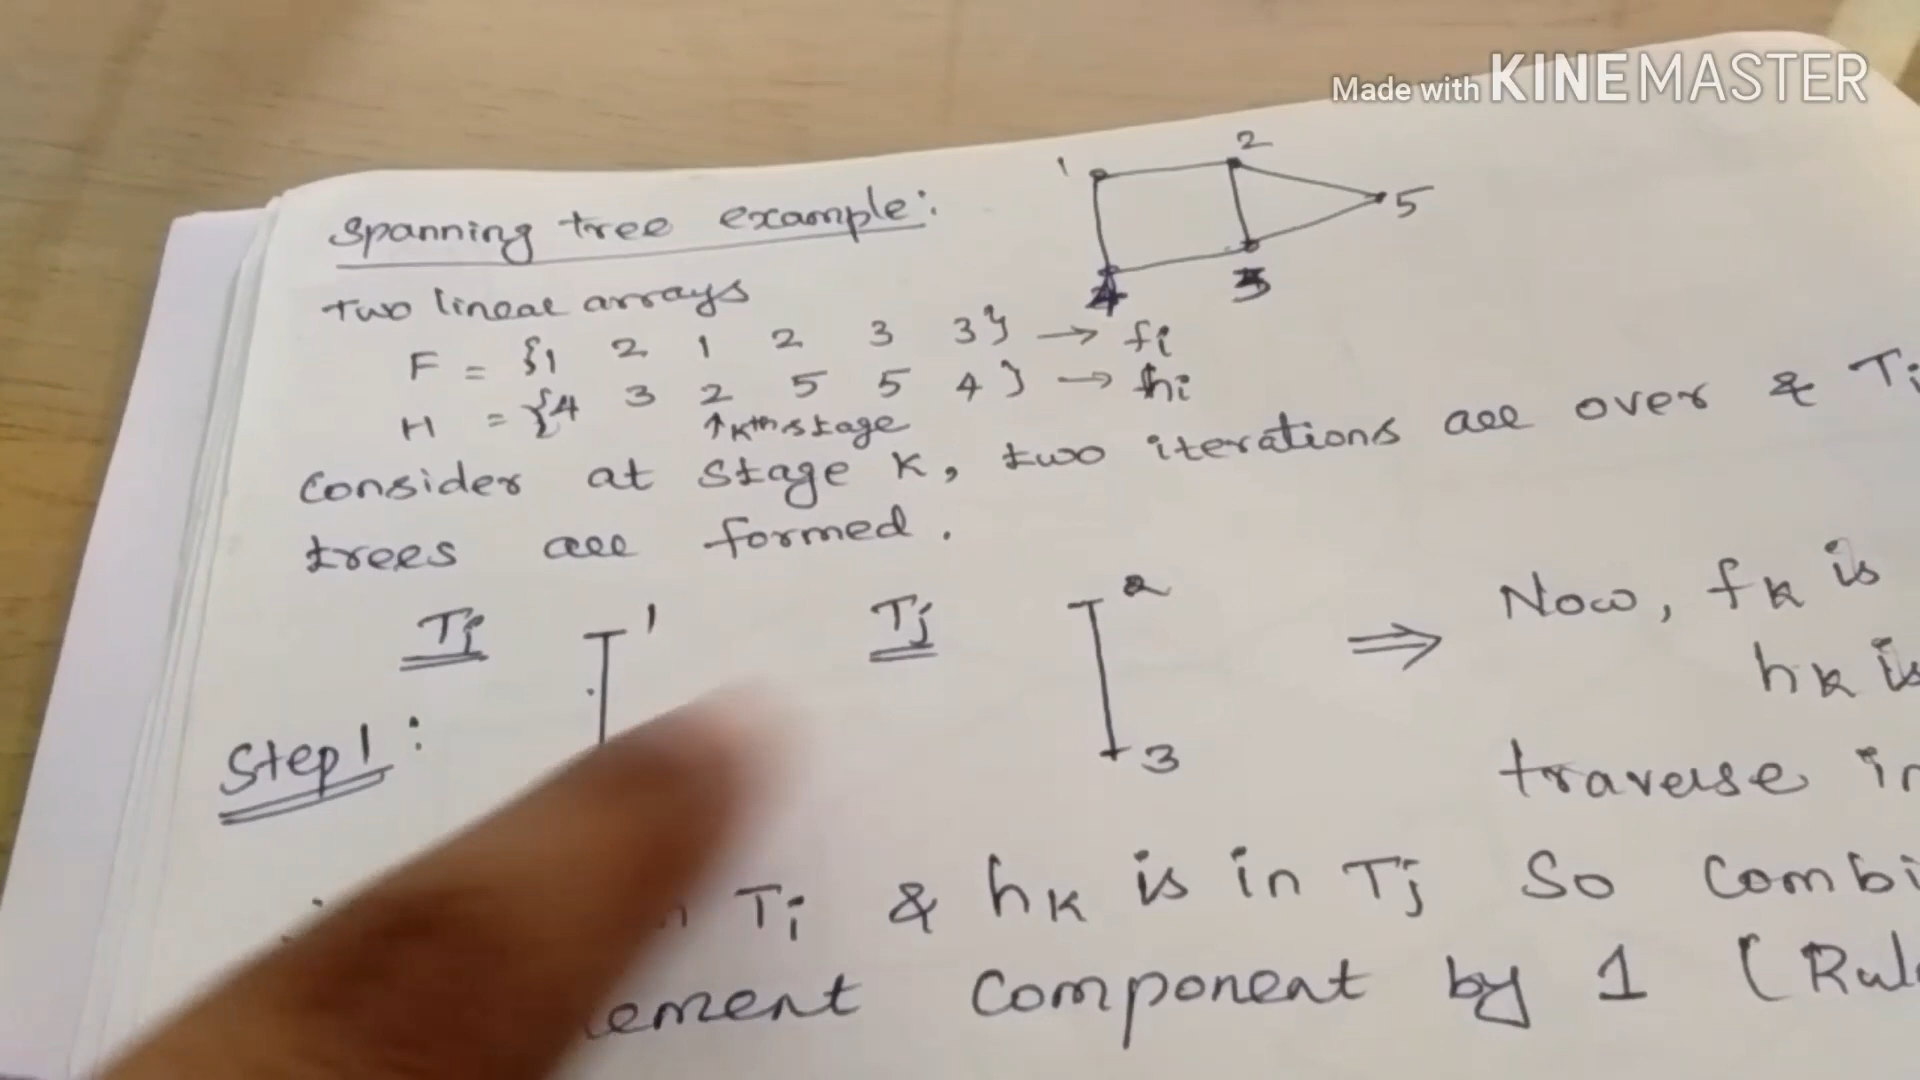 Made with KINEMASTER
Spanning tree example:
1 2 5 4 3
Two linear arrays
F = {1 2 1 2 3 3} → fi
H = {4 3 2 5 5 4} → hi
↑kth stage
Consider at stage K, two iterations are over & Ti
trees are formed.
Ti 1 Tj 2 3 ⇒ Now, fK is
hK is
Step 1:
traverse in
Ti & hK is in Tj So Combi
ement Component by 1 (Rul